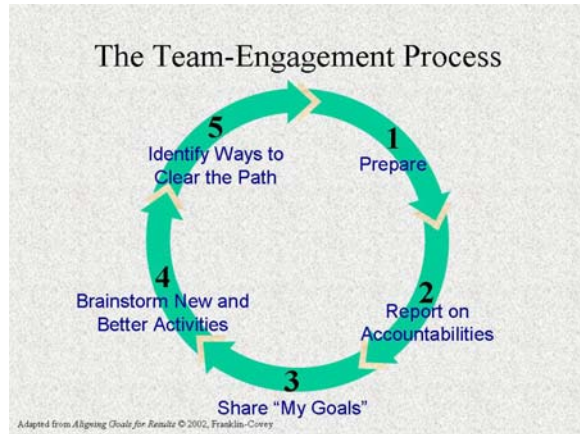 The Team-Engagement Process
1
Prepare
2
Report on
Accountabilities
3
Share “My Goals”
4
Brainstorm New and
Better Activities
5
Identify Ways to
Clear the Path
Adapted from Aligning Goals for Results © 2002, Franklin-Covey